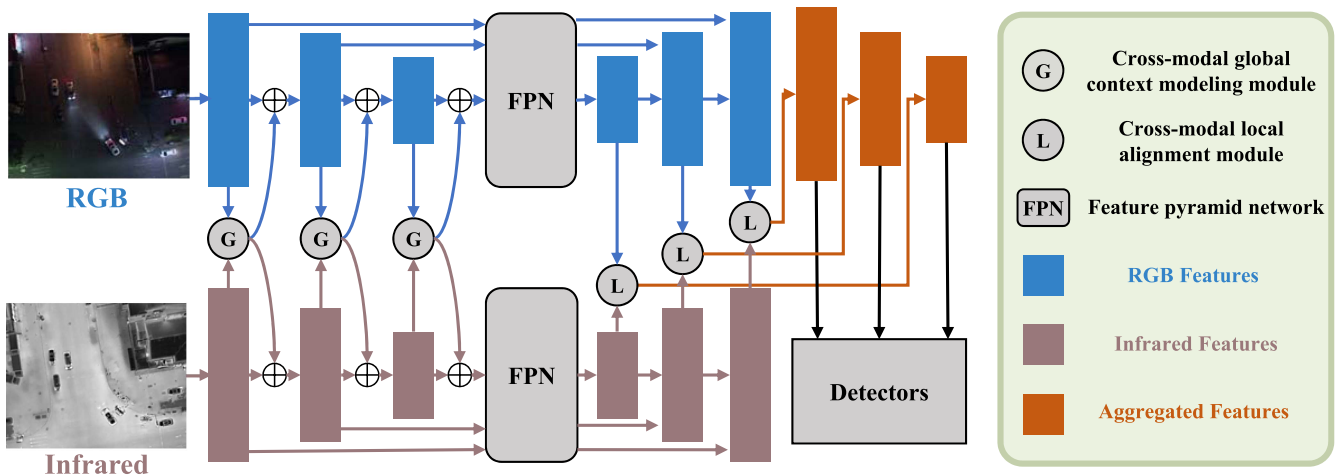 RGB
G
G
G
Infrared
FPN
FPN
L
L
L
Detectors
G
Cross-modal global
context modeling module
L
Cross-modal local
alignment module
FPN
Feature pyramid network
RGB Features
Infrared Features
Aggregated Features